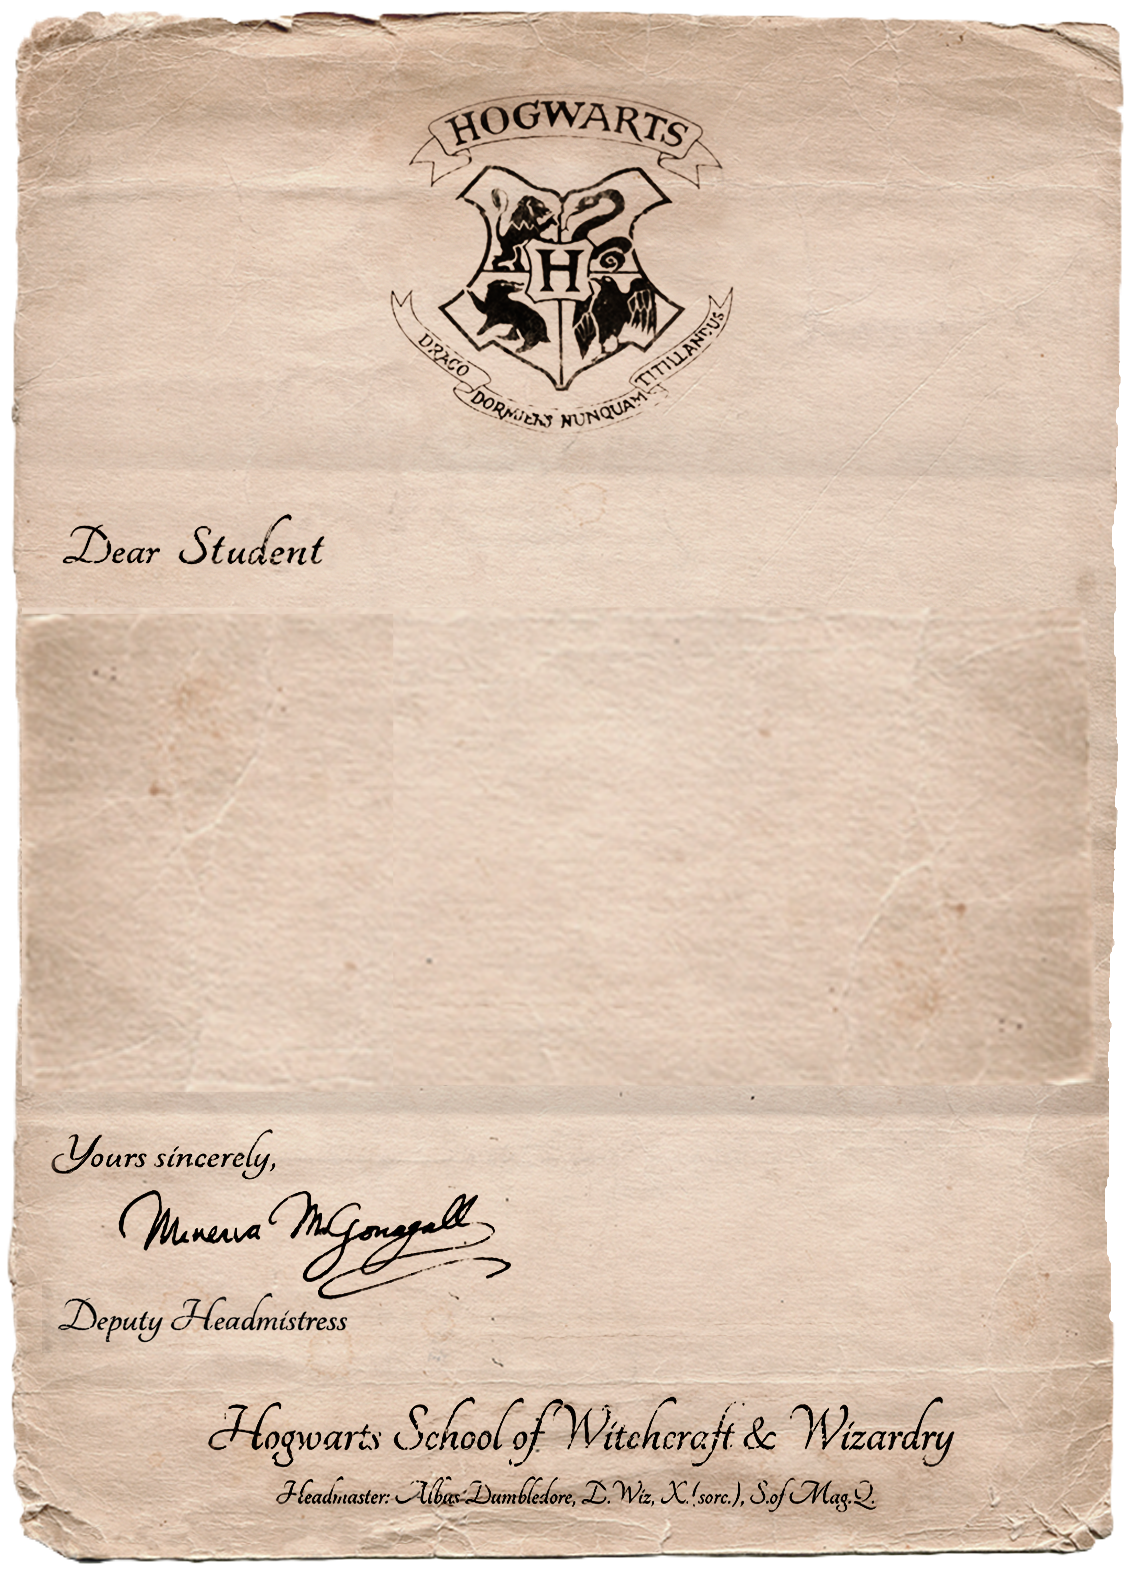 HOGWARTS
H
DRACO DORMIENS NUNQUAM TITILLANDUS
Dear Student
Yours sincerely,
Minerva McGonagall
Deputy Headmistress
Hogwarts School of Witchcraft & Wizardry
Headmaster: Albas Dumbledore, D.Wiz, X.(sorc.), S.of Mag.Q.